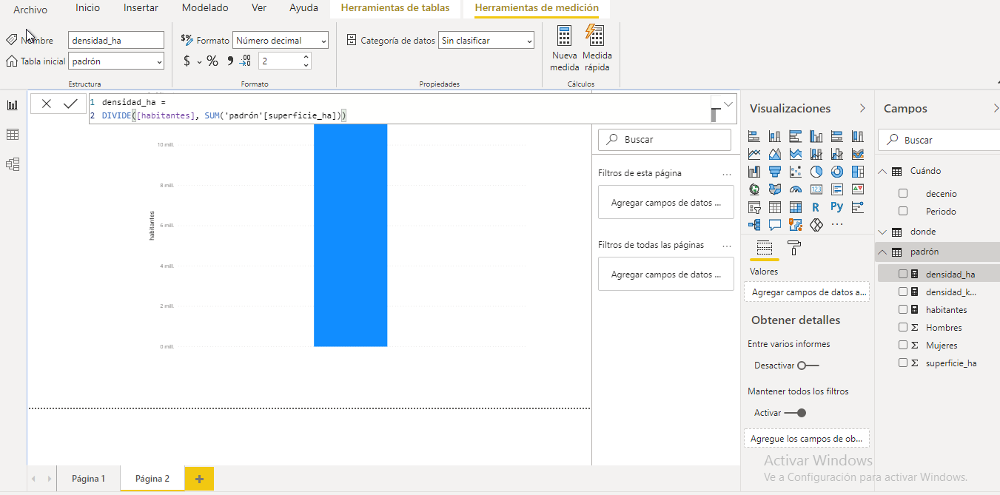 Archivo Inicio Insertar Modelado Ver Ayuda Herramientas de tablas Herramientas de medición
Nombre densidad_ha
Tabla inicial padrón
Estructura
$% Formato Número decimal
$ % 9 .00 2
Formato
Categoría de datos Sin clasificar
Propiedades
Nueva medida
Medida rápida
Cálculos
1 densidad_ha =
2 DIVIDE([habitantes], SUM('padrón'[superficie_ha]))
10 mill.
8 mill.
6 mill.
4 mill.
2 mill.
0 mill.
habitantes
Buscar
Filtros de esta página ...
Agregar campos de datos ...
Filtros de todas las páginas ...
Agregar campos de datos ...
Visualizaciones
123
R Py
...
Valores
Agregar campos de datos a...
Obtener detalles
Entre varios informes
Desactivar
Mantener todos los filtros
Activar
Agregue los campos de ob...
Campos
Buscar
Cuándo
decenio
Periodo
donde
padrón
densidad_ha
densidad_k...
habitantes
Σ Hombres
Σ Mujeres
Σ superficie_ha
Activar Windows
Ve a Configuración para activar Windows.
Página 1 Página 2 +